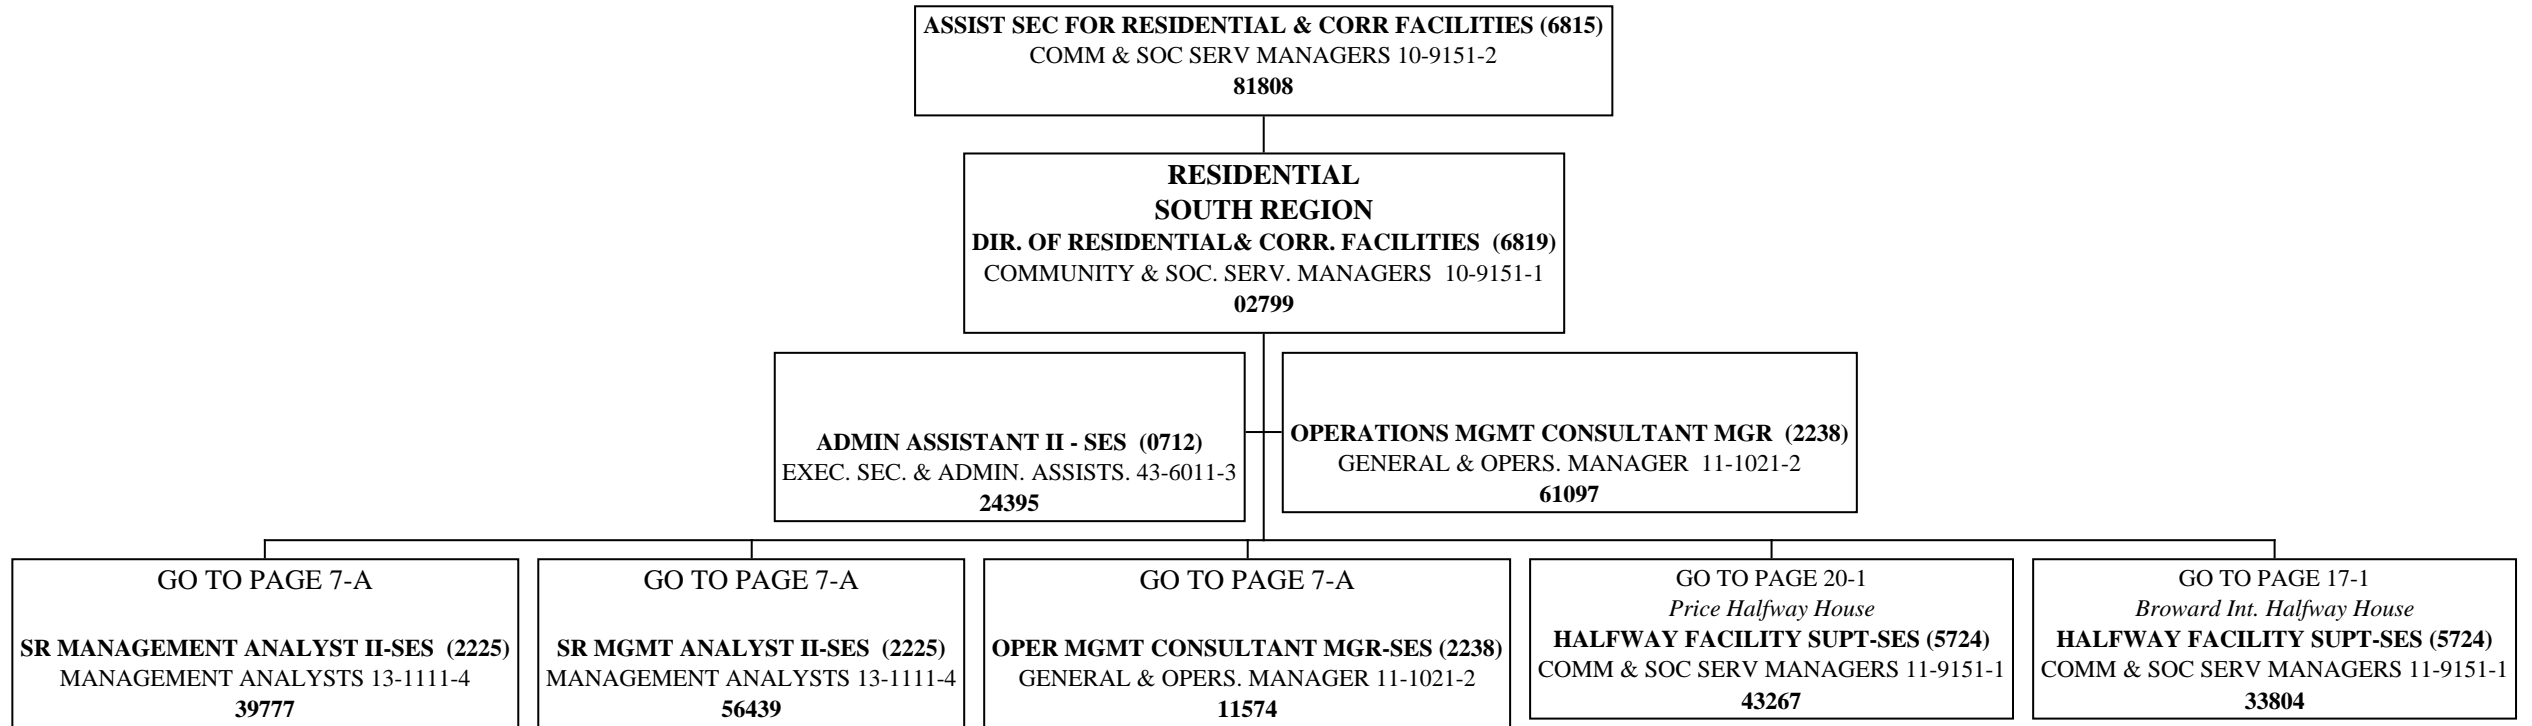 ASSIST SEC FOR RESIDENTIAL & CORR FACILITIES (6815)
COMM & SOC SERV MANAGERS 10-9151-2
81808
RESIDENTIAL
SOUTH REGION
DIR. OF RESIDENTIAL& CORR. FACILITIES (6819)
COMMUNITY & SOC. SERV. MANAGERS 10-9151-1
02799
ADMIN ASSISTANT II - SES (0712)
EXEC. SEC. & ADMIN. ASSISTS. 43-6011-3
24395
OPERATIONS MGMT CONSULTANT MGR (2238)
GENERAL & OPERS. MANAGER 11-1021-2
61097
GO TO PAGE 7-A
SR MANAGEMENT ANALYST II-SES (2225)
MANAGEMENT ANALYSTS 13-1111-4
39777
GO TO PAGE 7-A
SR MGMT ANALYST II-SES (2225)
MANAGEMENT ANALYSTS 13-1111-4
56439
GO TO PAGE 7-A
OPER MGMT CONSULTANT MGR-SES (2238)
GENERAL & OPERS. MANAGER 11-1021-2
11574
GO TO PAGE 20-1
Price Halfway House
HALFWAY FACILITY SUPT-SES (5724)
COMM & SOC SERV MANAGERS 11-9151-1
43267
GO TO PAGE 17-1
Broward Int. Halfway House
HALFWAY FACILITY SUPT-SES (5724)
COMM & SOC SERV MANAGERS 11-9151-1
33804